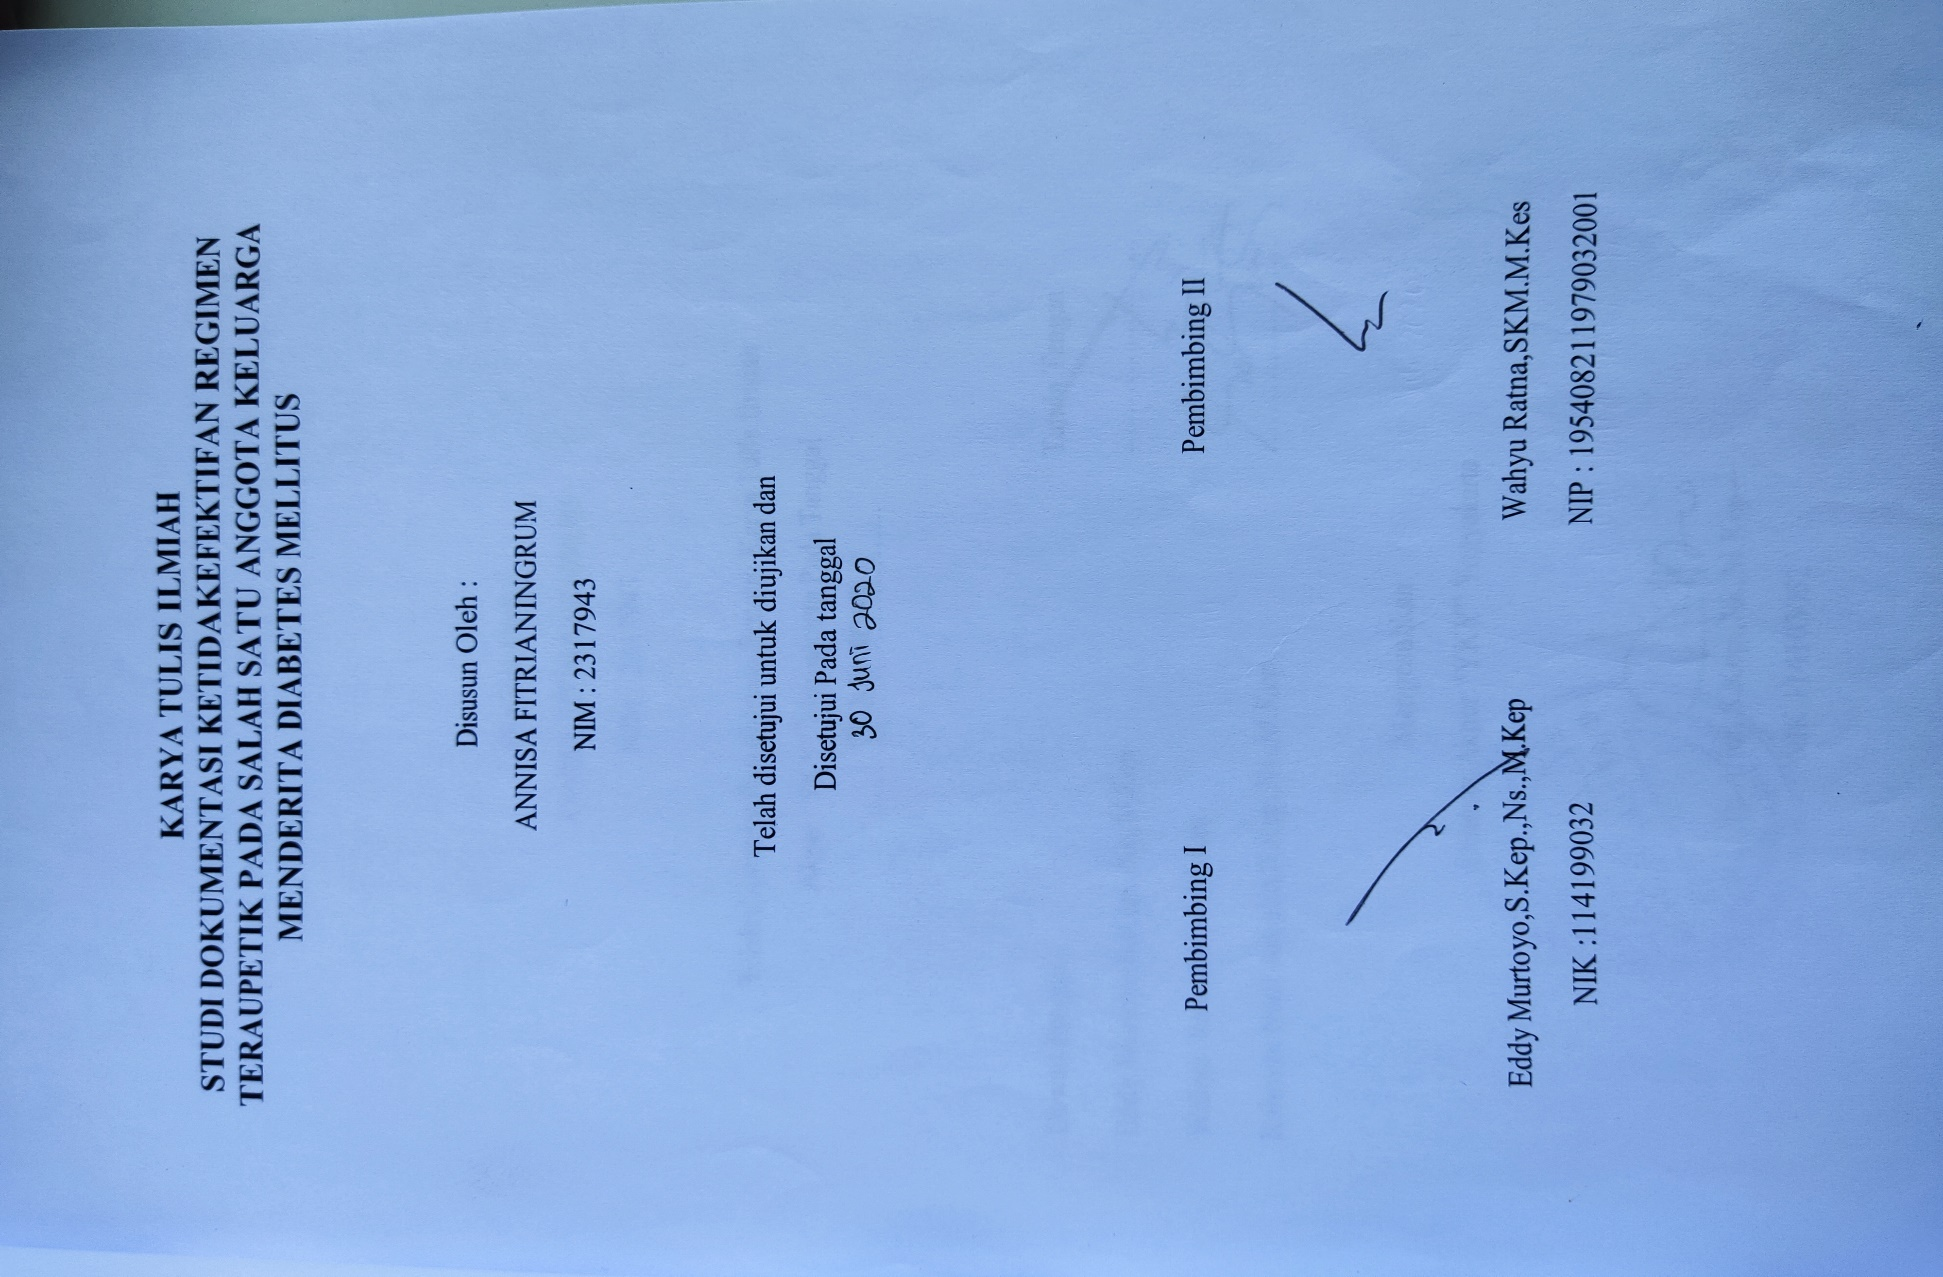 KARYA TULIS ILMIAH
STUDI DOKUMENTASI KETIDAKEFEKTIFAN REGIMEN
TERAUPETIK PADA SALAH SATU ANGGOTA KELUARGA
MENDERITA DIABETES MELLITUS
Disusun Oleh :
ANNISA FITRIANINGRUM
NIM : 2317943
Telah disetujui untuk diujikan dan
Disetujui Pada tanggal
30 Juni 2020
Pembimbing I
Pembimbing II
Eddy Murtoyo,S.Kep.,Ns.,M.Kep
Wahyu Ratna,SKM.M.Kes
NIK :114199032
NIP : 195408211979032001